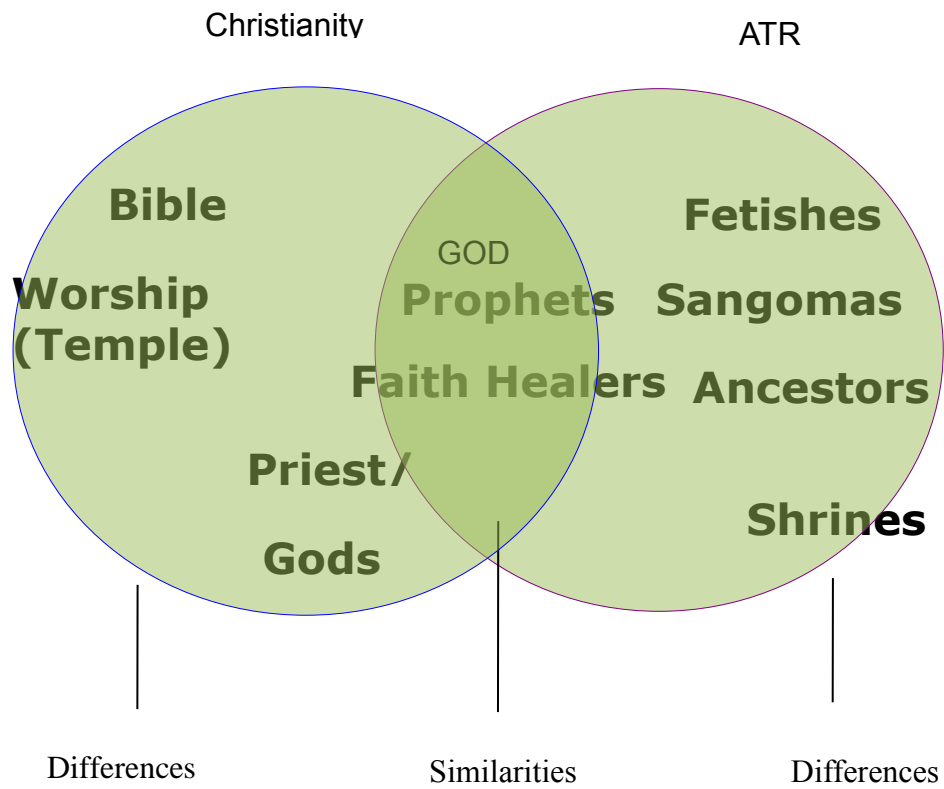 Christianity
ATR
Bible
Worship
(Temple)
Priest/
Gods
GOD
Prophets
Faith Healers
Fetishes
Sangomas
Ancestors
Shrines
Differences
Similarities
Differences